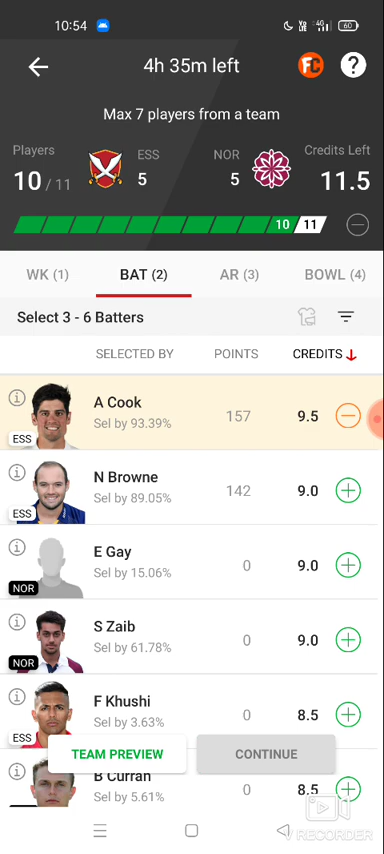 10:54 4G 60
4h 35m left FC ?
Max 7 players from a team
Players ESS NOR Credits Left
10 / 11 5 5 11.5
10 11
WK (1) BAT (2) AR (3) BOWL (4)
Select 3 - 6 Batters
SELECTED BY POINTS CREDITS
A Cook
Sel by 93.39% 157 9.5
ESS
N Browne
Sel by 89.05% 142 9.0
ESS
E Gay
Sel by 15.06% 0 9.0
NOR
S Zaib
Sel by 61.78% 0 9.0
NOR
F Khushi
Sel by 3.63% 0 8.5
ESS
TEAM PREVIEW CONTINUE
B Curran
Sel by 5.61% 0 8.5
V RECORDER